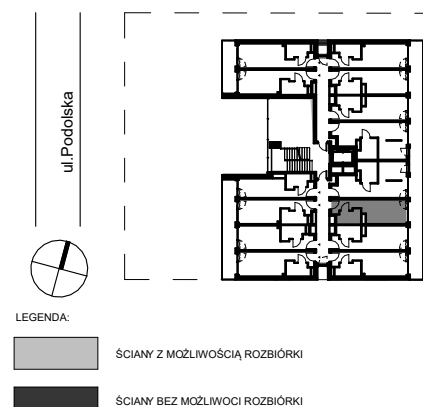 ul.Podolska
LEGENDA:
ŚCIANY Z MOŻLIWOŚCIĄ ROZBIÓRKI
ŚCIANY BEZ MOŻLIWOCI ROZBIÓRKI